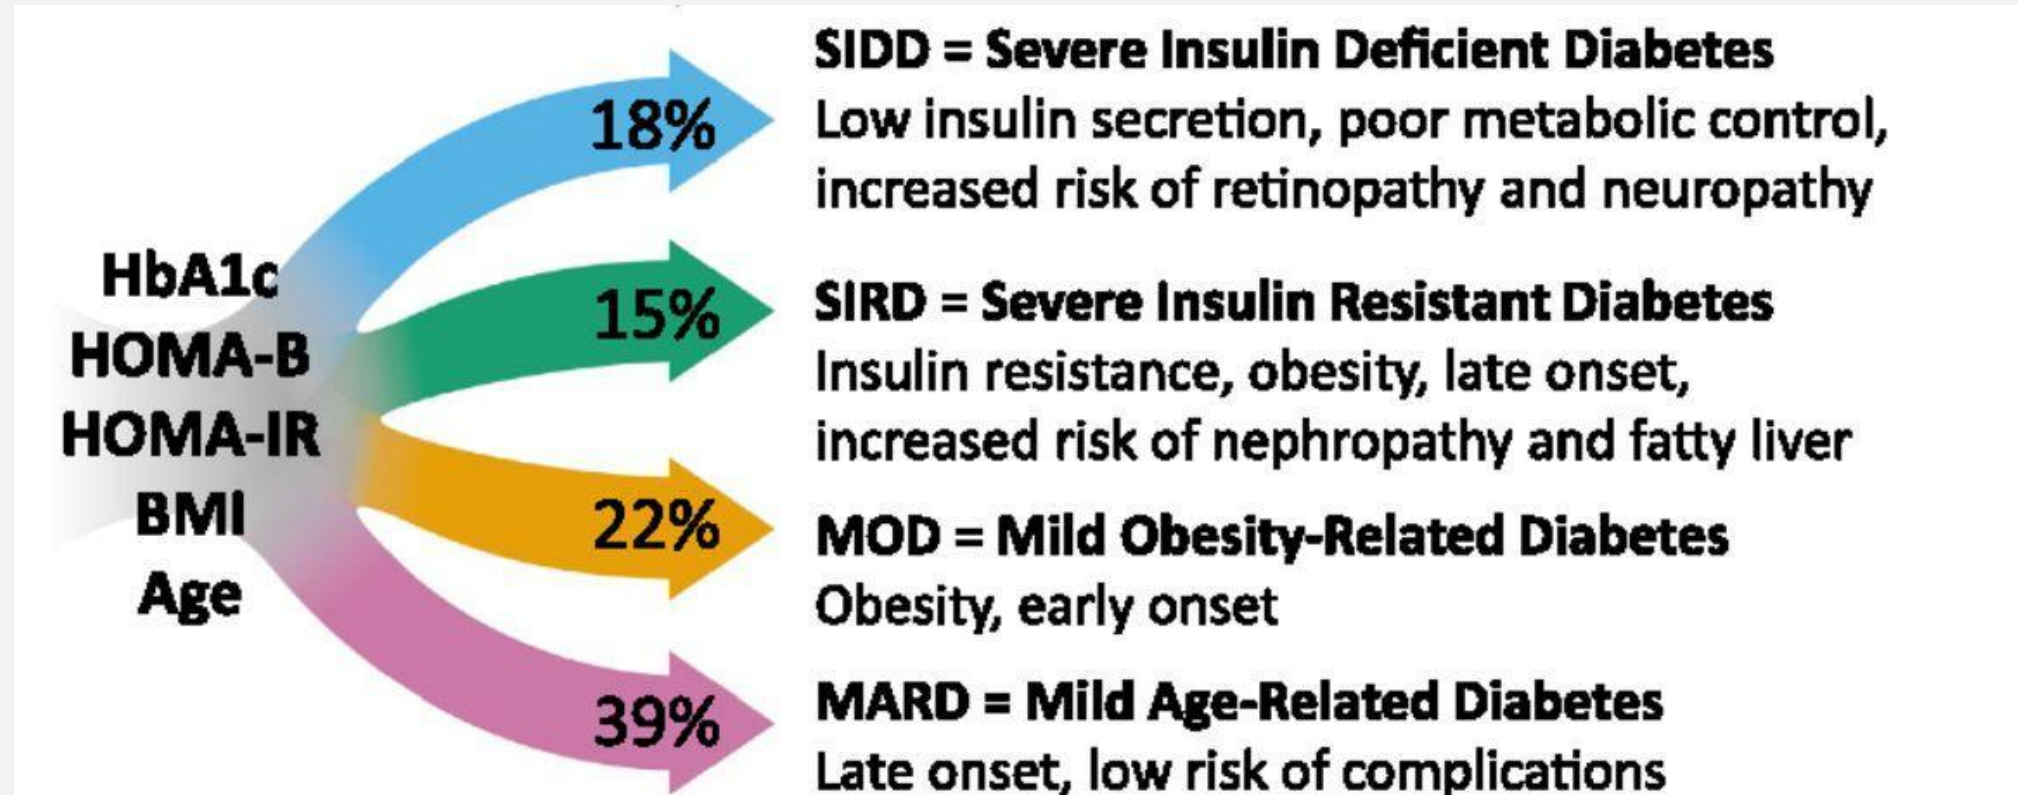 HbA1c
HOMA-B
HOMA-IR
BMI
Age
18%
SIDD = Severe Insulin Deficient Diabetes
Low insulin secretion, poor metabolic control,
increased risk of retinopathy and neuropathy
15%
SIRD = Severe Insulin Resistant Diabetes
Insulin resistance, obesity, late onset,
increased risk of nephropathy and fatty liver
22%
MOD = Mild Obesity-Related Diabetes
Obesity, early onset
39%
MARD = Mild Age-Related Diabetes
Late onset, low risk of complications